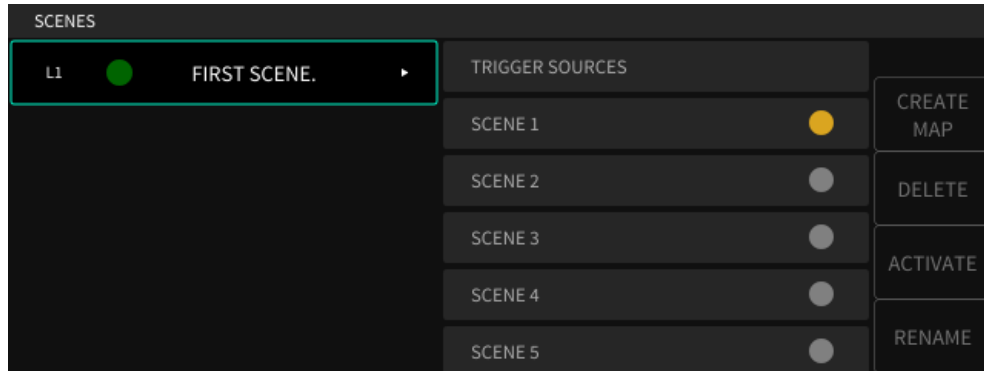 SCENES
L1 FIRST SCENE.
TRIGGER SOURCES
SCENE 1
SCENE 2
SCENE 3
SCENE 4
SCENE 5
CREATE
MAP
DELETE
ACTIVATE
RENAME